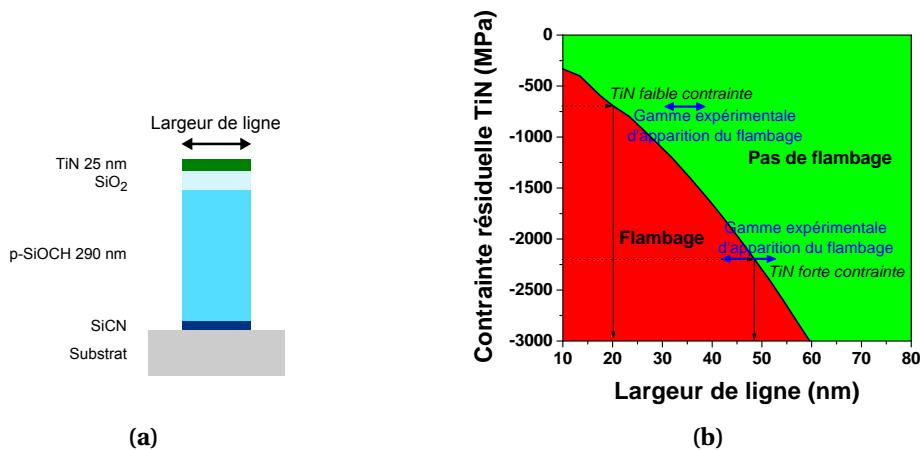 Largeur de ligne
TiN 25 nm
SiO2
p-SiOCH 290 nm
SiCN
Substrat
(a)
Contrainte résiduelle TiN (MPa)
0
-500
-1000
-1500
-2000
-2500
-3000
TiN faible contrainte
Gamme expérimentale
d'apparition du flambage
Pas de flambage
Flambage
Gamme expérimentale
d'apparition du flambage
TiN forte contrainte
10 20 30 40 50 60 70 80
Largeur de ligne (nm)
(b)